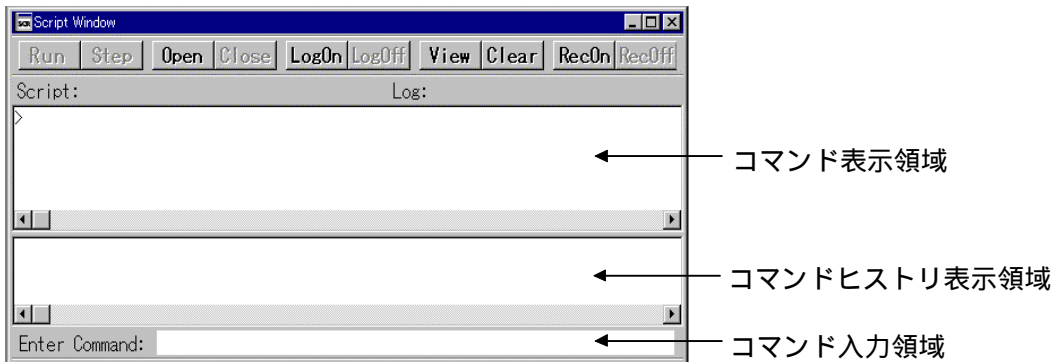 SCR Script Window
Run Step Open Close LogOn LogOff View Clear RecOn RecOff
Script: Log:
>
コマンド表示領域
コマンドヒストリ表示領域
Enter Command:
コマンド入力領域